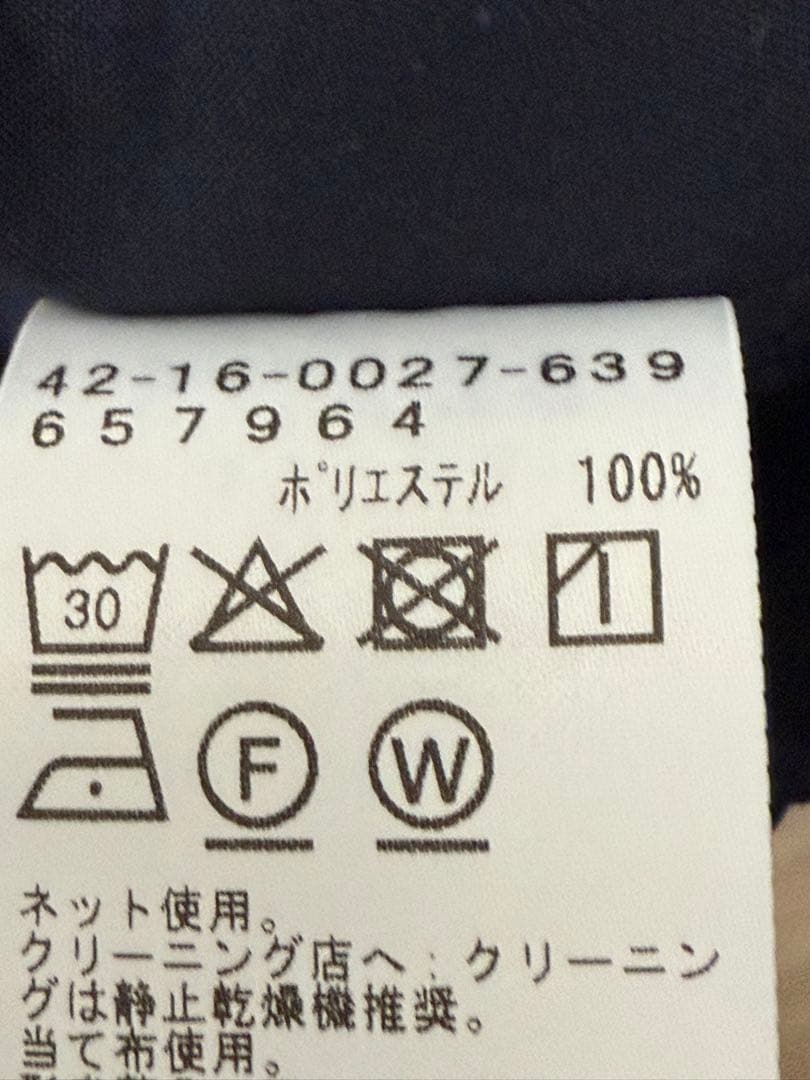 42-16-0027-639
657964
ポリエステル 100%
30
F W
ネット使用。
クリーニング店へ：クリーニン
グは静止乾燥機推奨。
当て布使用。